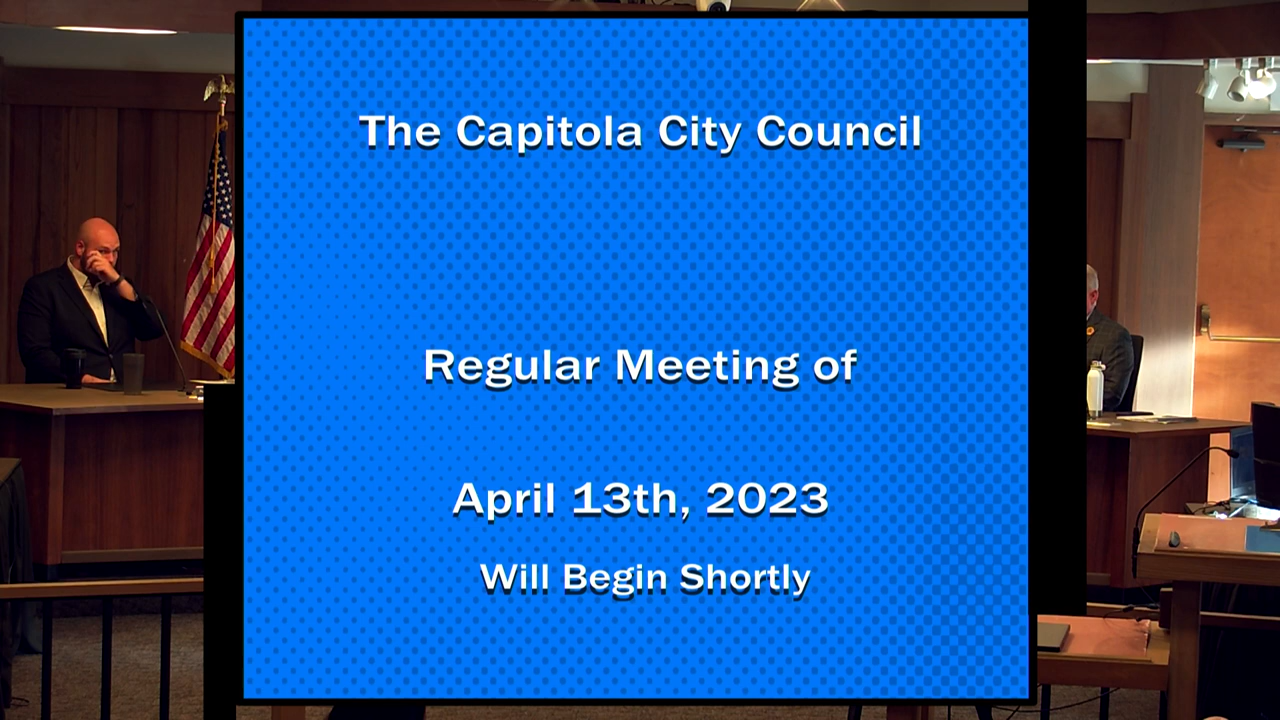 The Capitola City Council
Regular Meeting of
April 13th, 2023
Will Begin Shortly